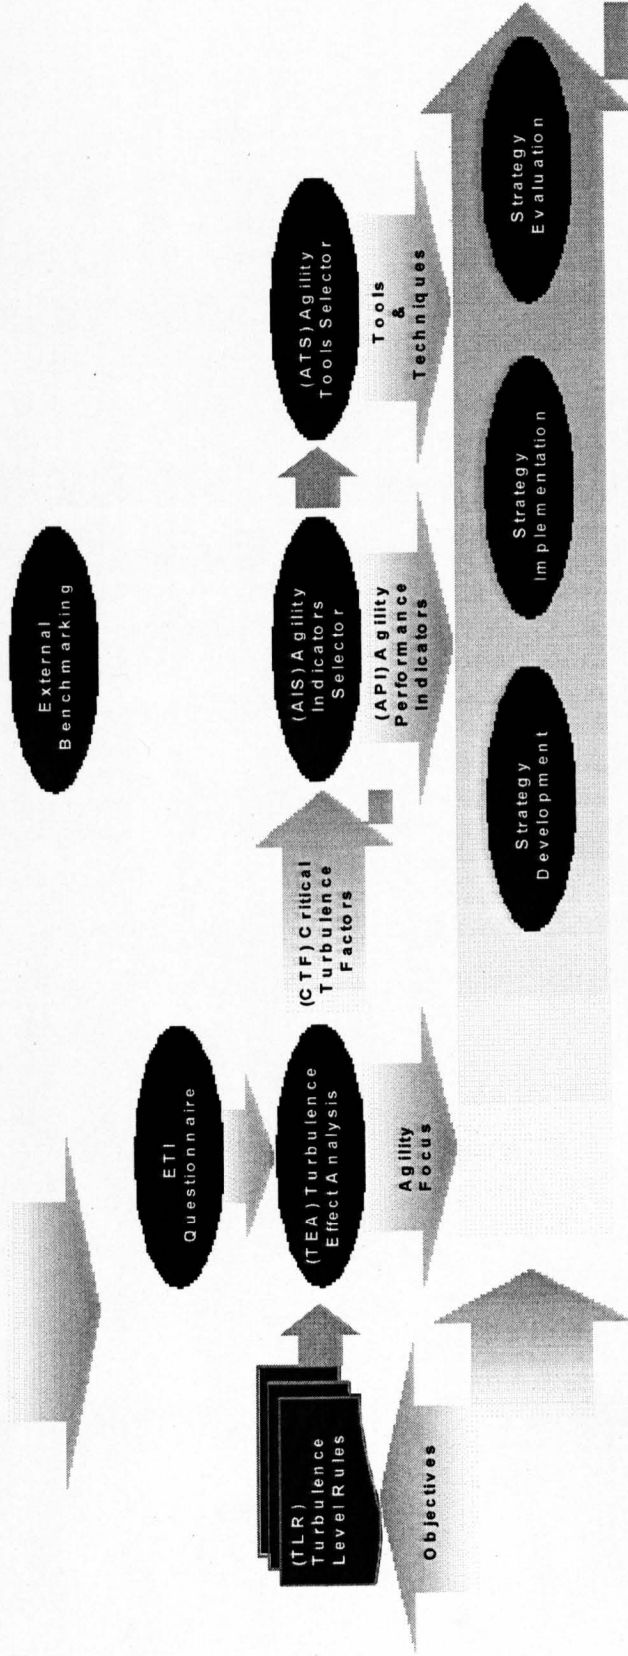 External
Benchmarking
ETI
Questionnaire
(TLR)
Turbulence
Level Rules
(TEA) Turbulence
Effect Analysis
(CTF) Critical
Turbulence
Factors
(AIS) Agility
Indicators
Selector
(ATS) Agility
Tools Selector
Objectives
Agility
Focus
(API) Agility
Performance
Indicators
Tools
&
Techniques
Strategy
Development
Strategy
Implementation
Strategy
Evaluation